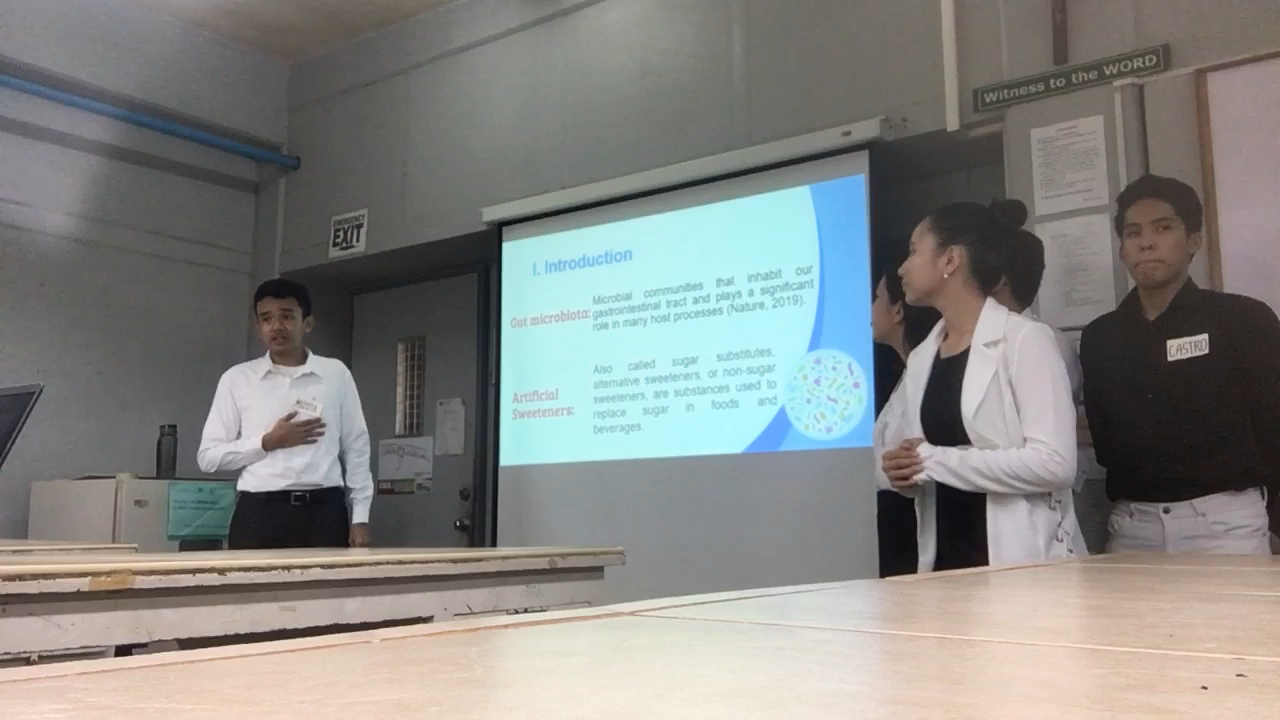 Witness to the WORD
EMERGENCY
EXIT
I. Introduction
Gut microbiota:
Microbial communities that inhabit our
gastrointestinal tract and plays a significant
role in many host processes (Nature, 2019).
Artificial
Sweeteners:
Also called sugar substitutes,
alternative sweeteners, or non-sugar
sweeteners, are substances used to
replace sugar in foods and
beverages.
CASTRO